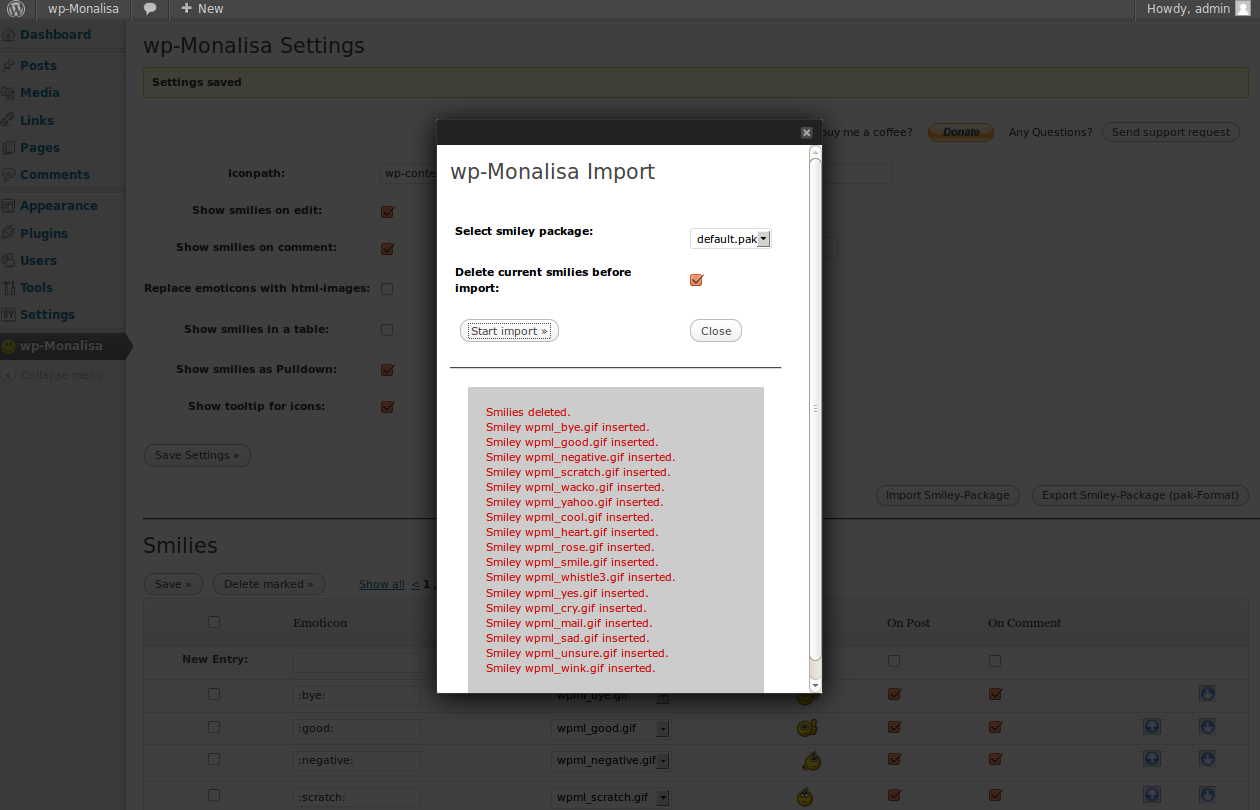 wp-Monalisa
New
Howdy, admin
Dashboard
Posts
Media
Links
Pages
Comments
Appearance
Plugins
Users
Tools
Settings
wp-Monalisa
Collapse menu
wp-Monalisa Settings
Settings saved
buy me a coffee? Donate Any Questions? Send support request
Iconpath: wp-conte
Show smilies on edit:
Show smilies on comment:
Replace emoticons with html-images:
Show smilies in a table:
Show smilies as Pulldown:
Show tooltip for icons:
Save Settings »
Import Smiley-Package Export Smiley-Package (pak-Format)
wp-Monalisa Import
Select smiley package: default.pak
Delete current smilies before
import:
Start import » Close
Smilies deleted.
Smiley wpml_bye.gif inserted.
Smiley wpml_good.gif inserted.
Smiley wpml_negative.gif inserted.
Smiley wpml_scratch.gif inserted.
Smiley wpml_wacko.gif inserted.
Smiley wpml_yahoo.gif inserted.
Smiley wpml_cool.gif inserted.
Smiley wpml_heart.gif inserted.
Smiley wpml_rose.gif inserted.
Smiley wpml_smile.gif inserted.
Smiley wpml_whistle3.gif inserted.
Smiley wpml_yes.gif inserted.
Smiley wpml_cry.gif inserted.
Smiley wpml_mail.gif inserted.
Smiley wpml_sad.gif inserted.
Smiley wpml_unsure.gif inserted.
Smiley wpml_wink.gif inserted.
Smilies
Save » Delete marked » Show all < 1
Emoticon On Post On Comment
New Entry:
:bye: wpml_bye.gif
:good: wpml_good.gif
:negative: wpml_negative.gif
:scratch: wpml_scratch.gif